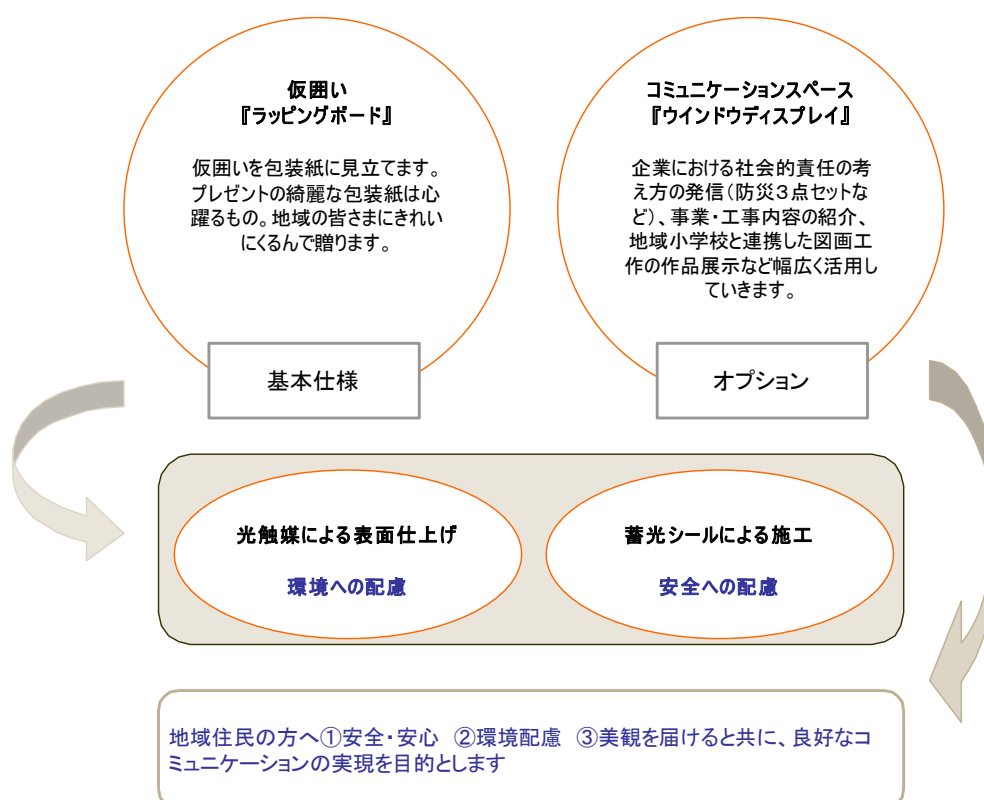 仮囲い
『ラッピングボード』
仮囲いを包装紙に見立てます。
プレゼントの綺麗な包装紙は心
躍るもの。地域の皆さまにきれい
にくるんで贈ります。
基本仕様
コミュニケーションスペース
『ウインドウディスプレイ』
企業における社会的責任の考
え方の発信(防災3点セットな
ど)、事業・工事内容の紹介、
地域小学校と連携した図画工
作の作品展示など幅広く活用し
ていきます。
オプション
光触媒による表面仕上げ
環境への配慮
蓄光シールによる施工
安全への配慮
地域住民の方へ①安全・安心 ②環境配慮 ③美観を届けると共に、良好なコ
ミュニケーションの実現を目的とします